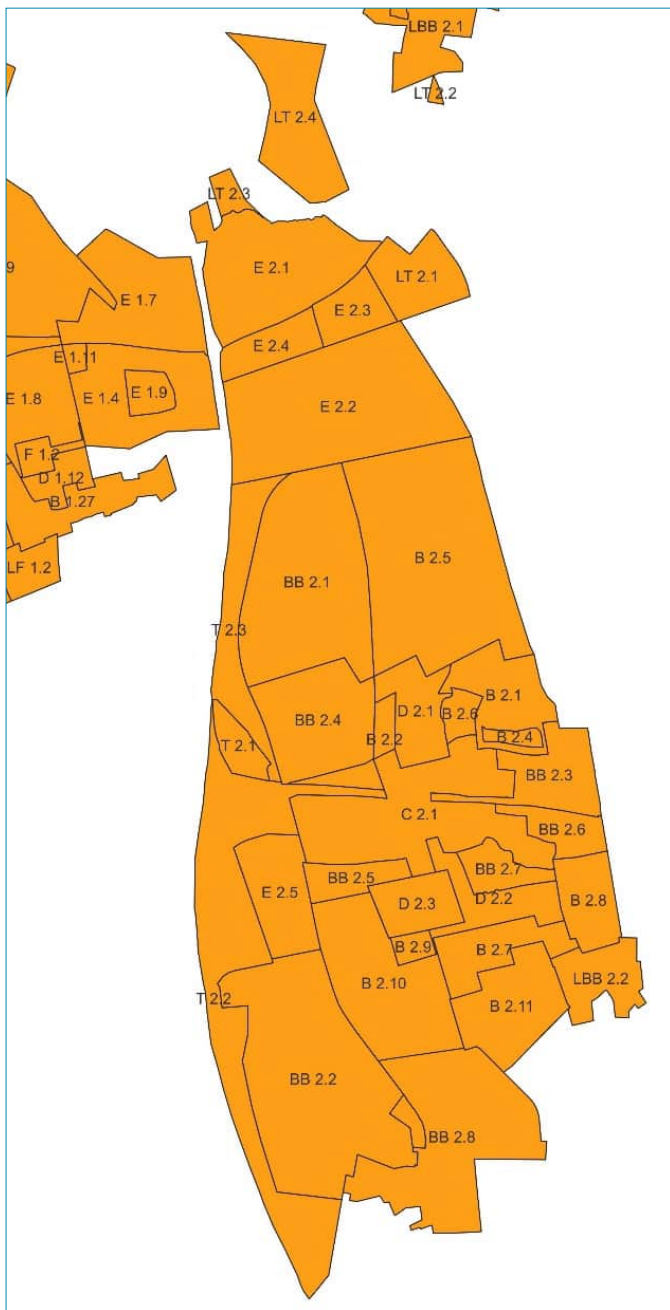 LBB 2.1
LT 2.2
LT 2.4
LT 2.3
9
E 2.1
LT 2.1
E 1.7
E 2.3
E 2.4
E 1.11
E 1.8
E 1.4
E 1.9
E 2.2
F 1.2
D 1.12
B 1.27
LF 1.2
B 2.5
BB 2.1
T 2.3
B 2.1
D 2.1
B 2.6
BB 2.4
B 2.2
B 2.4
T 2.1
BB 2.3
C 2.1
BB 2.6
BB 2.7
BB 2.5
E 2.5
D 2.3
D 2.2
B 2.8
B 2.9
B 2.7
LBB 2.2
B 2.10
T 2.2
B 2.11
BB 2.2
BB 2.8